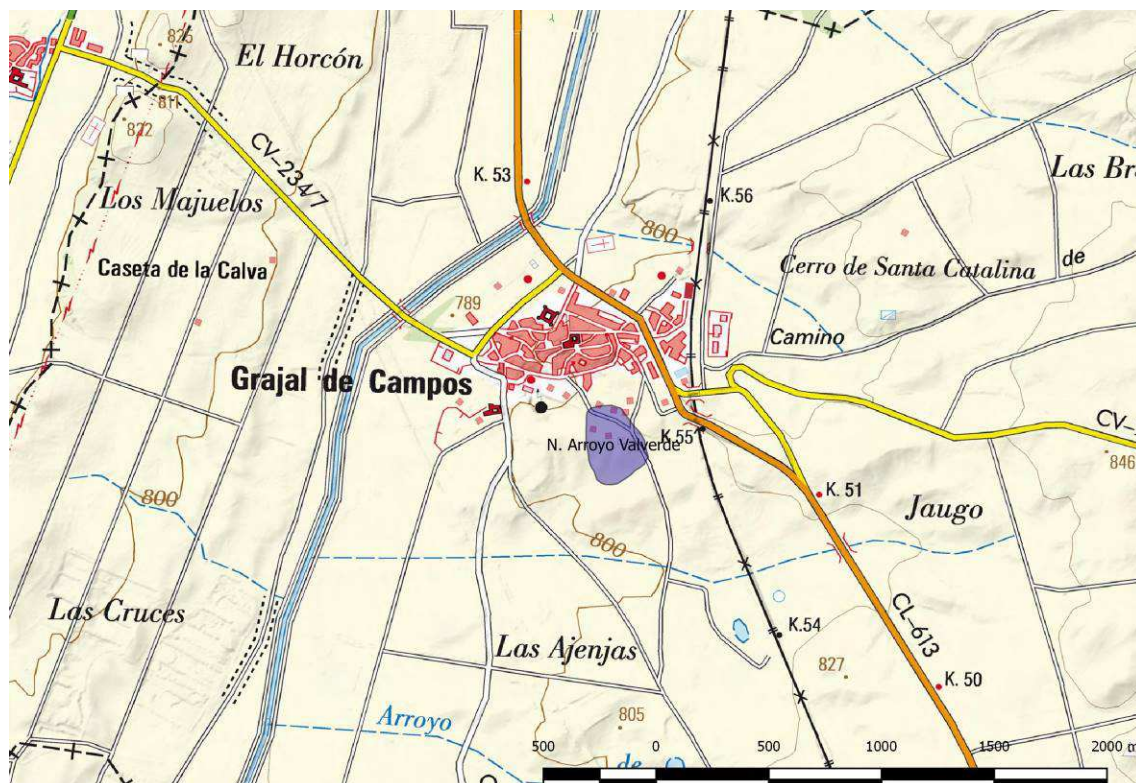 825
El Horcón
811
822
CV-234/7
K. 53
Las Br
Los Majuelos
K.56
800
Caseta de la Calva
Cerro de Santa Catalina
de
789
Camino
Grajal de Campos
N. Arroyo Valverde
K.55
CV-
846
K. 51
800
Jaugo
800
Las Cruces
CL-613
K.54
Las Ajenjas
827
K. 50
Arroyo
805
de
500 0 500 1000 1500 2000 m